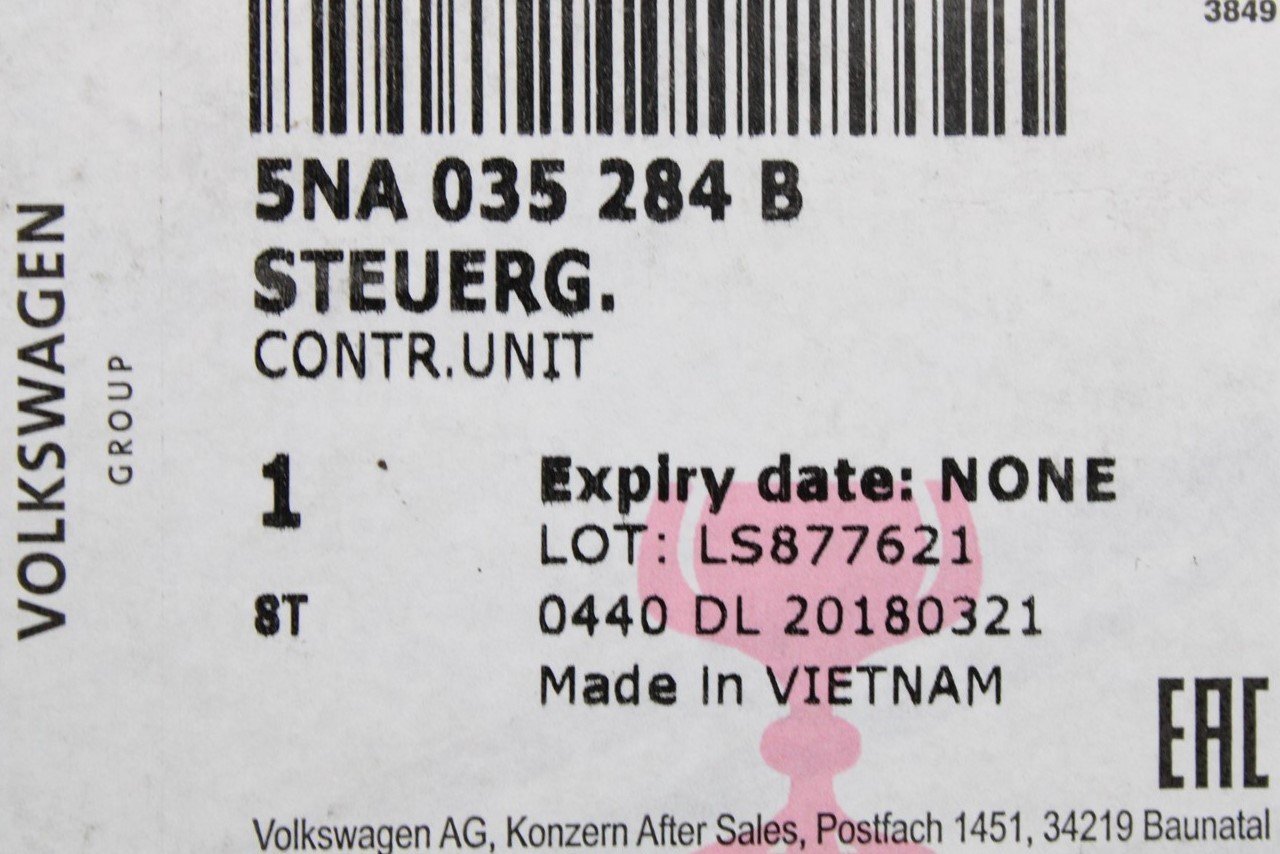 3849
5NA 035 284 B
STEUERG.
CONTR.UNIT
1
Expiry date: NONE
LOT: LS877621
8T
0440 DL 20180321
Made in VIETNAM
EAC
Volkswagen AG, Konzern After Sales, Postfach 1451, 34219 Baunatal
VOLKSWAGEN
GROUP